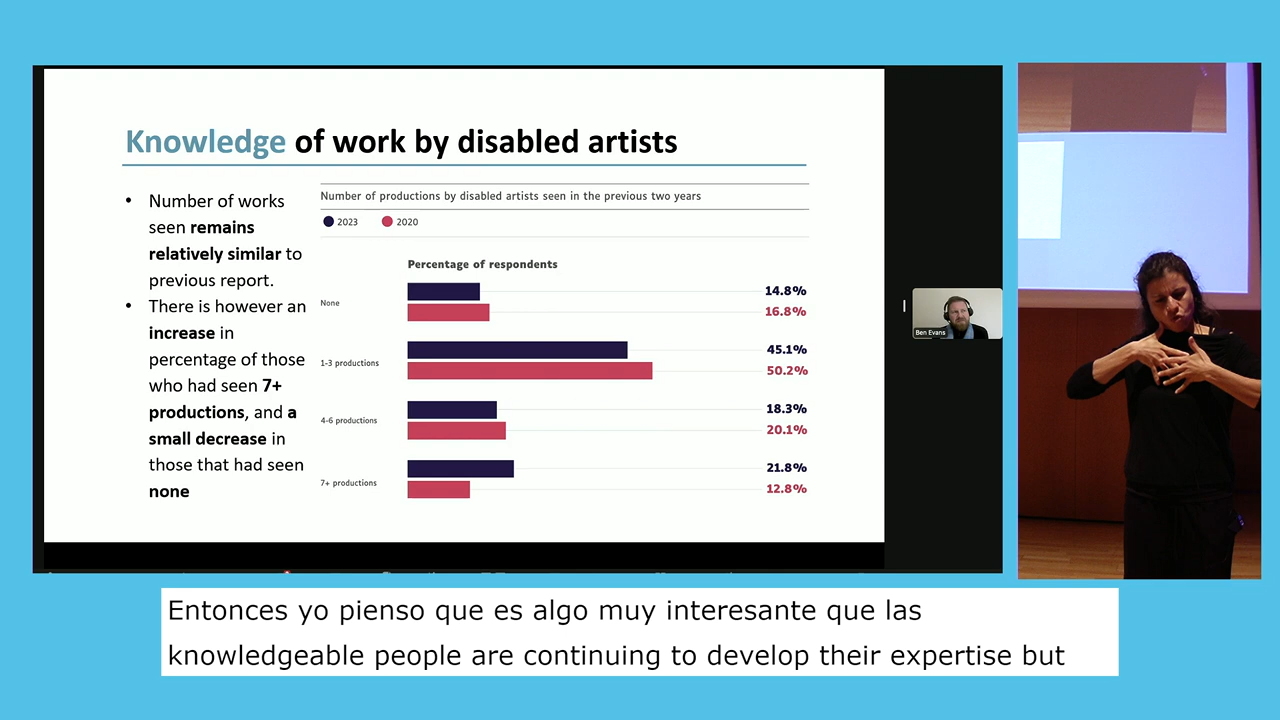 Knowledge of work by disabled artists
• Number of works
seen remains
relatively similar to
previous report.
• There is however an
increase in
percentage of those
who had seen 7+
productions, and a
small decrease in
those that had seen
none
Number of productions by disabled artists seen in the previous two years
2023 2020
Percentage of respondents
None
14.8%
16.8%
1-3 productions
45.1%
50.2%
4-6 productions
18.3%
20.1%
7+ productions
21.8%
12.8%
Ben Evans
Entonces yo pienso que es algo muy interesante que las
knowledgeable people are continuing to develop their expertise but